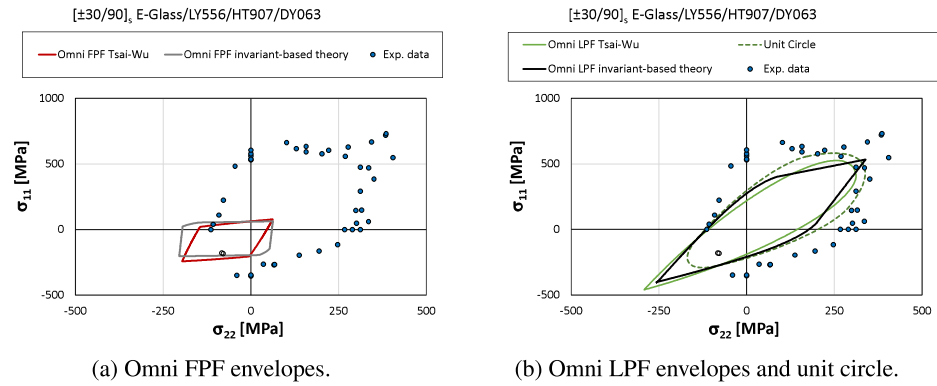 [±30/90]s E-Glass/LY556/HT907/DY063
Omni FPF Tsai-Wu
Omni FPF invariant-based theory
Exp. data
1000
500
0
-500
-500
-250
0
250
500
σ11 [MPa]
σ22 [MPa]
(a) Omni FPF envelopes.
[±30/90]s E-Glass/LY556/HT907/DY063
Omni LPF Tsai-Wu
Unit Circle
Omni LPF invariant-based theory
Exp. data
1000
500
0
-500
-500
-250
0
250
500
σ11 [MPa]
σ22 [MPa]
(b) Omni LPF envelopes and unit circle.